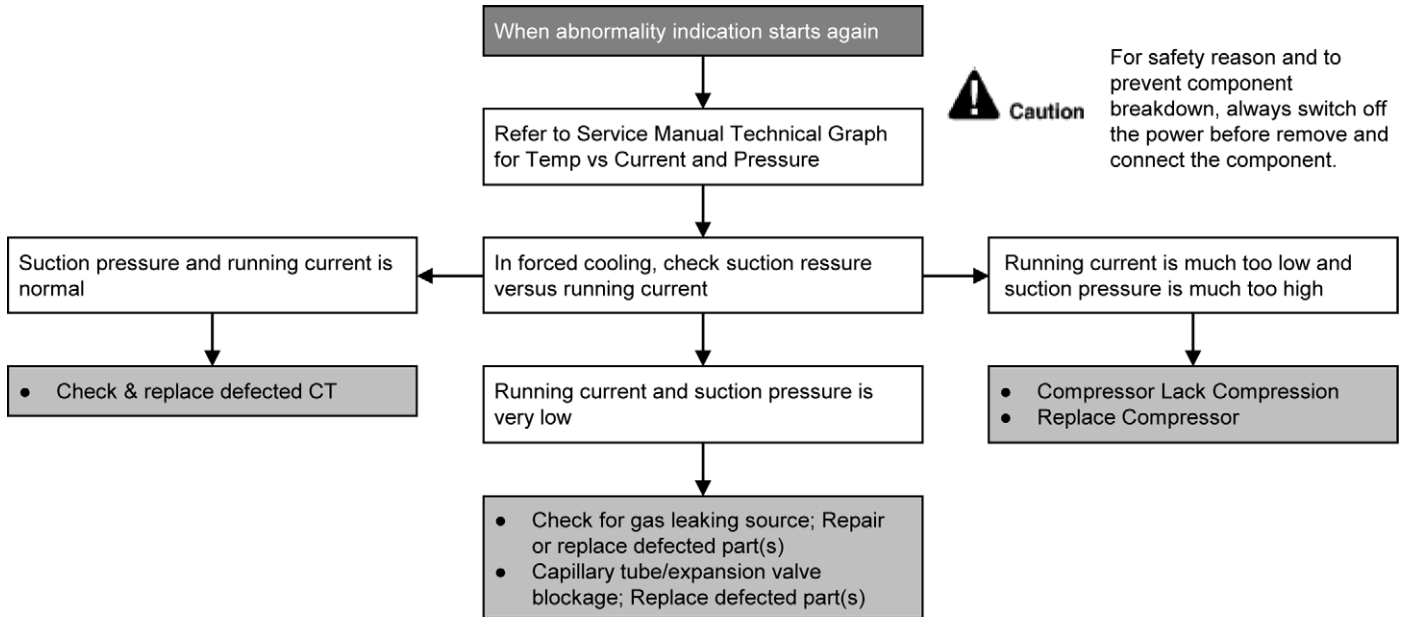 When abnormality indication starts again
For safety reason and to
prevent component
breakdown, always switch off
the power before remove and
connect the component.
Caution
Refer to Service Manual Technical Graph
for Temp vs Current and Pressure
Suction pressure and running current is
normal
In forced cooling, check suction ressure
versus running current
Running current is much too low and
suction pressure is much too high
● Check & replace defected CT
Running current and suction pressure is
very low
● Compressor Lack Compression
● Replace Compressor
● Check for gas leaking source; Repair
or replace defected part(s)
● Capillary tube/expansion valve
blockage; Replace defected part(s)